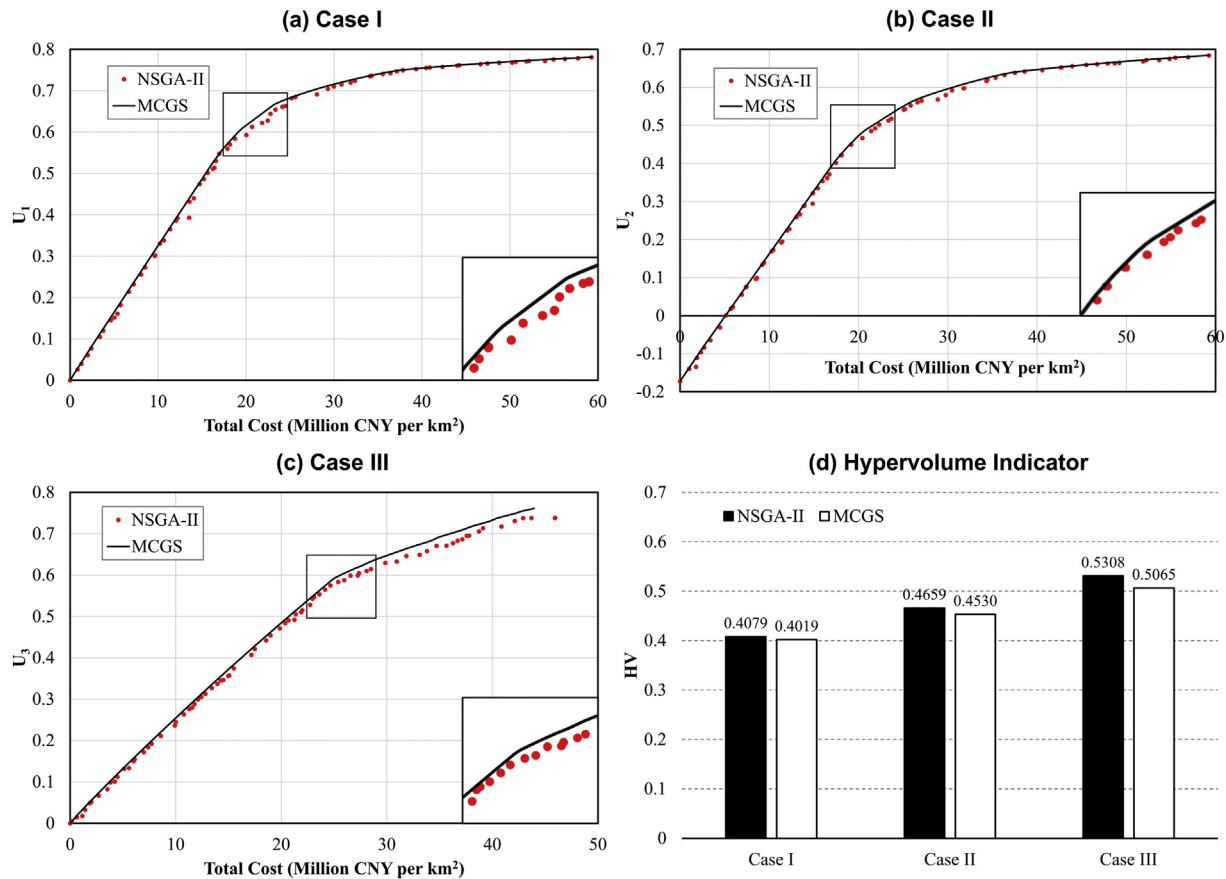 (a) Case I
0.8
0.7
0.6
0.5
0.4
0.3
0.2
0.1
0
U1
NSGA-II
MCGS
0 10 20 30 40 50 60
Total Cost (Million CNY per km²)
(b) Case II
0.7
0.6
0.5
0.4
0.3
0.2
0.1
0
-0.1
-0.2
U2
NSGA-II
MCGS
0 10 20 30 40 50 60
Total Cost (Million CNY per km²)
(c) Case III
0.8
0.7
0.6
0.5
0.4
0.3
0.2
0.1
0
U3
NSGA-II
MCGS
0 10 20 30 40 50
Total Cost (Million CNY per km²)
(d) Hypervolume Indicator
0.7
0.6
0.5
0.4
0.3
0.2
0.1
0
HV
NSGA-II MCGS
0.4079 0.4019
0.4659 0.4530
0.5308 0.5065
Case I Case II Case III